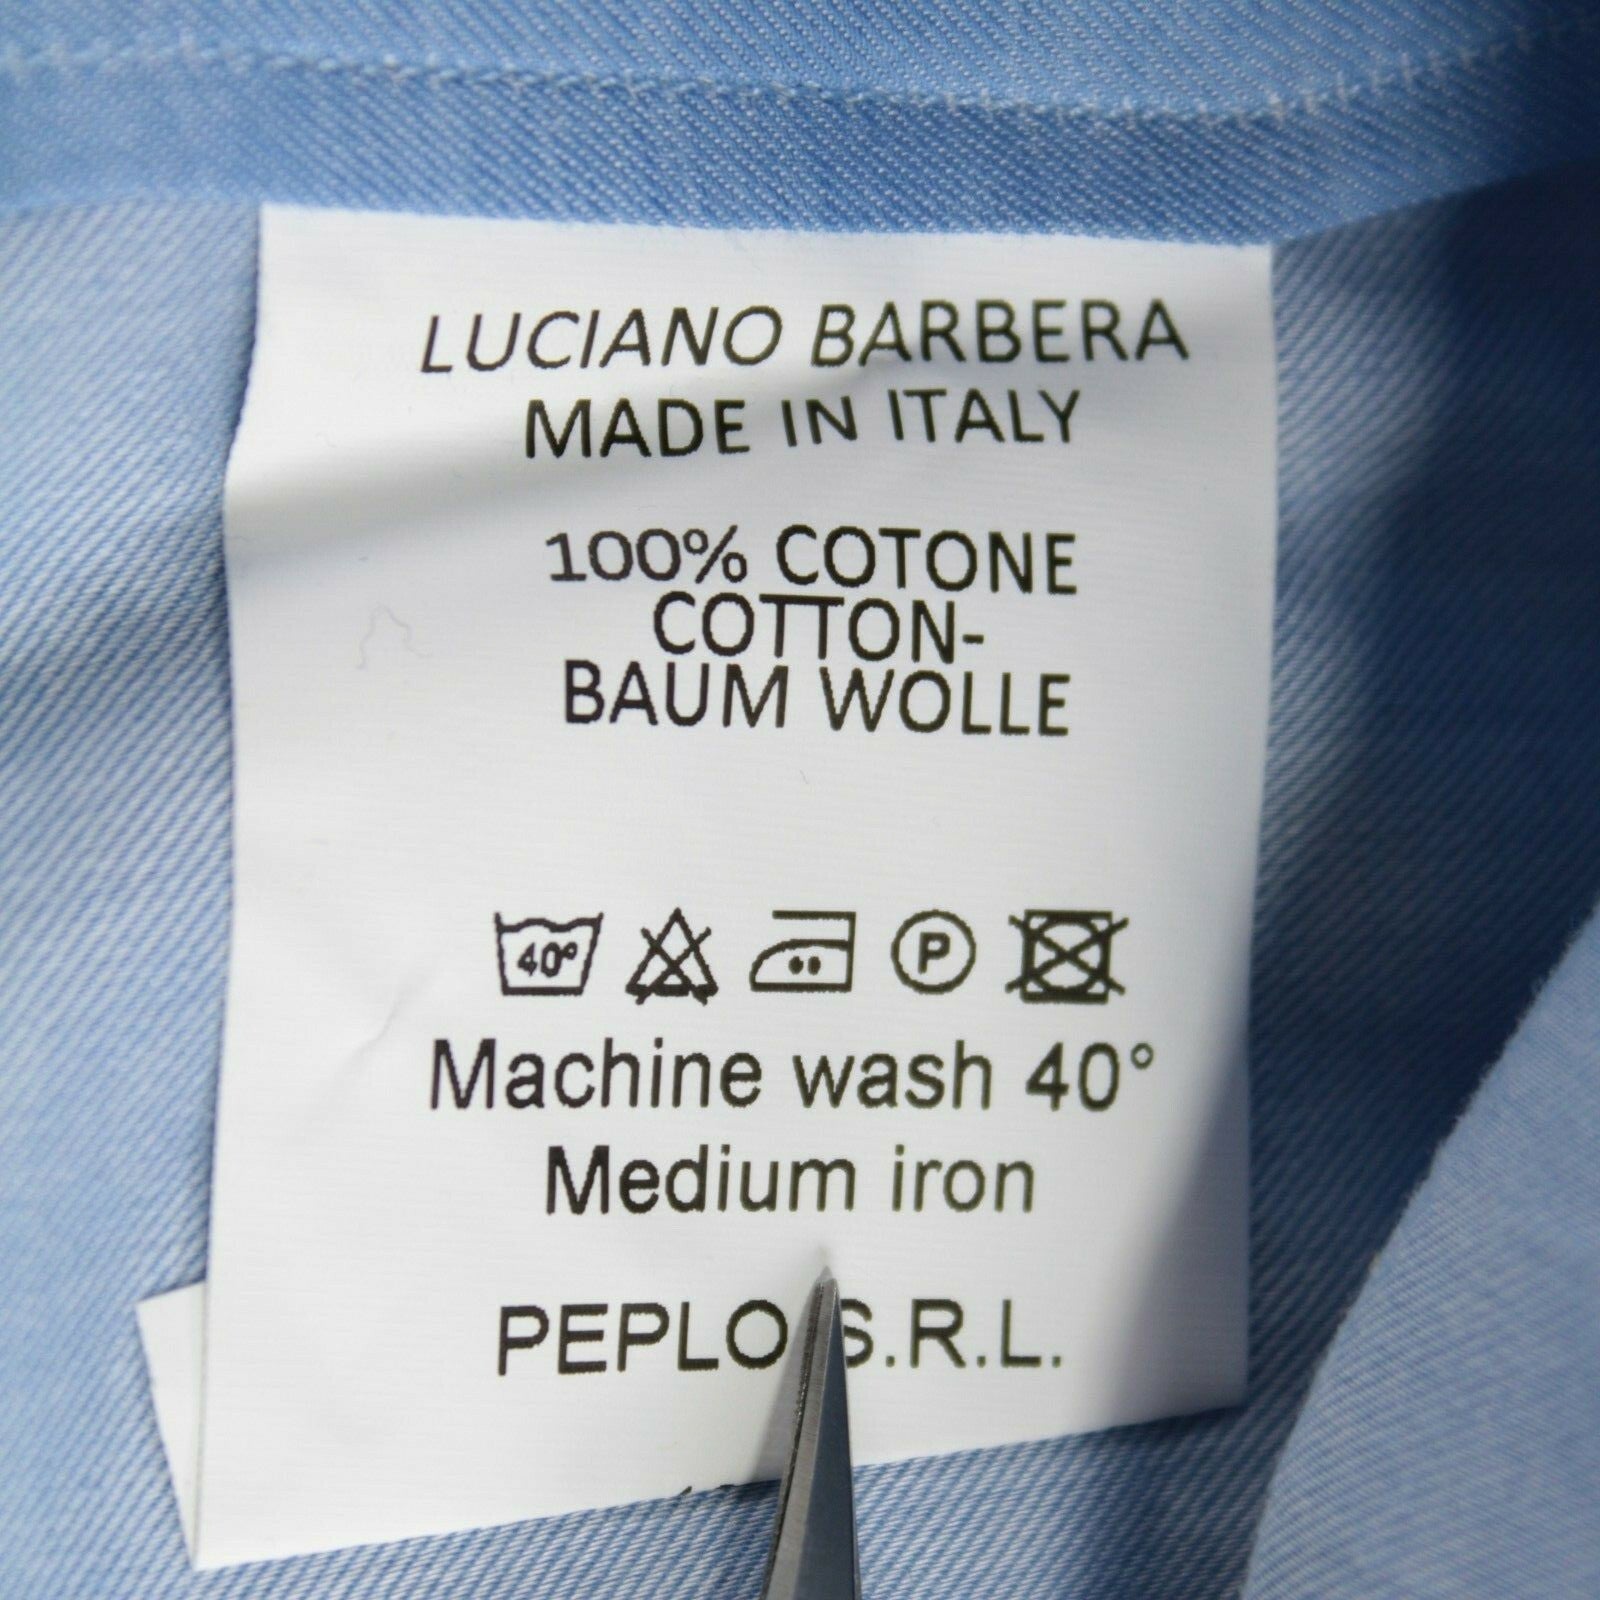 LUCIANO BARBERA
MADE IN ITALY
100% COTONE
COTTON-
BAUM WOLLE
40° P
Machine wash 40°
Medium iron
PEPLO S.R.L.